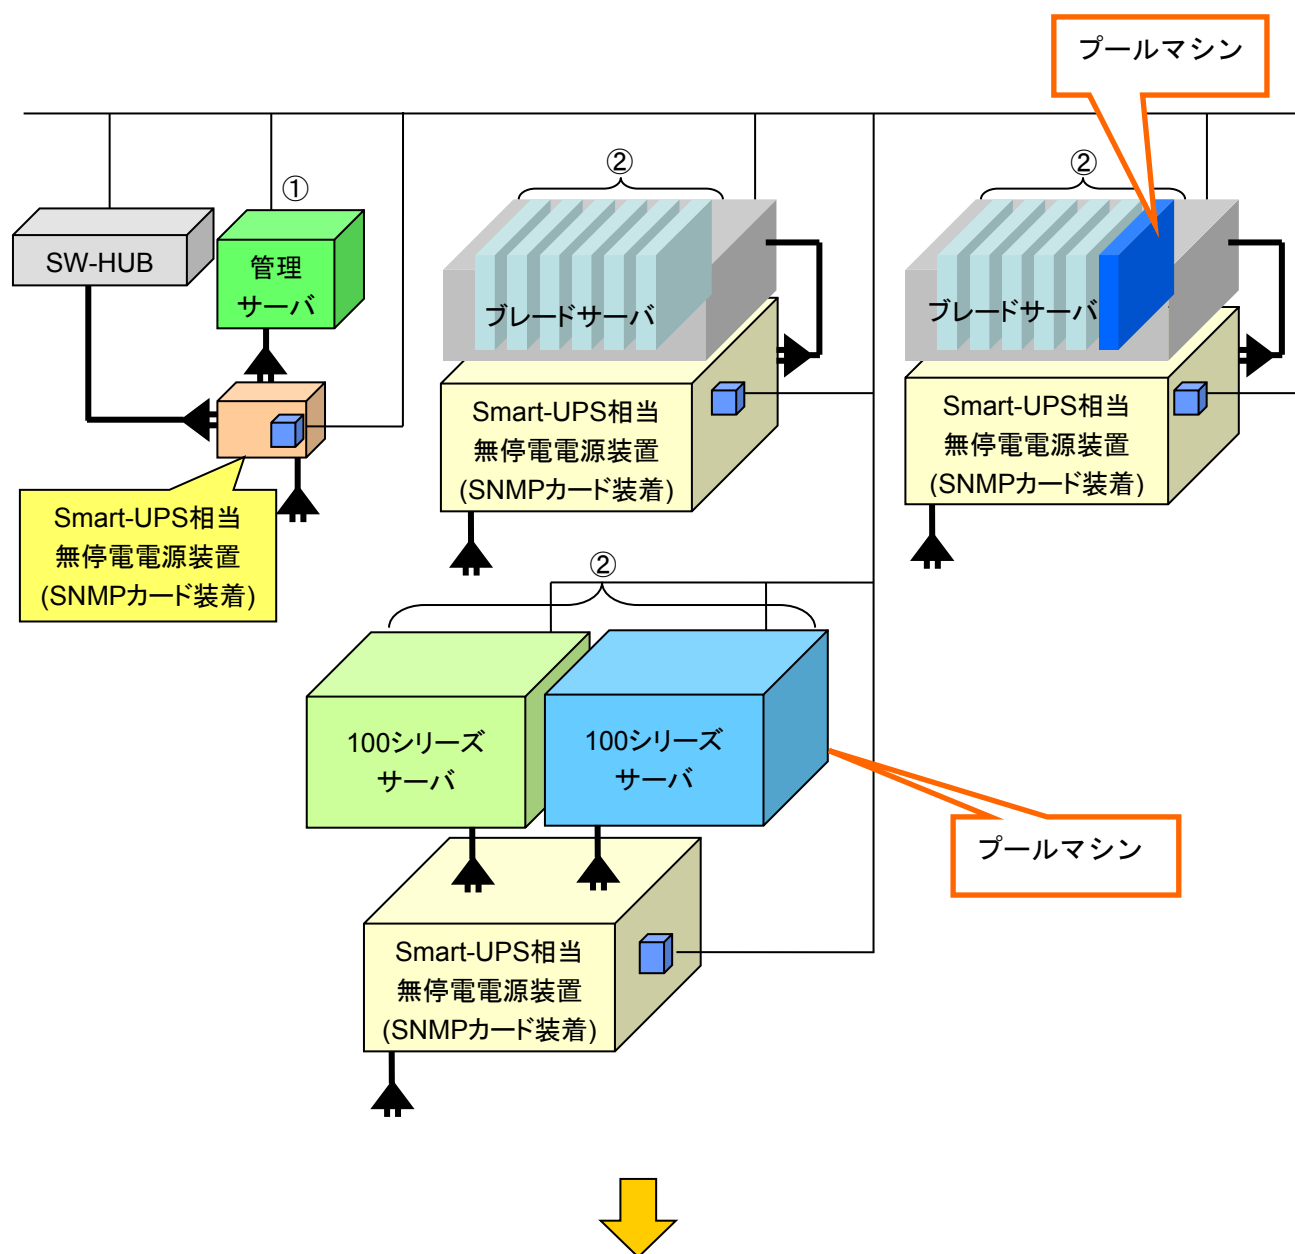 プールマシン
①
②
②
SW-HUB
管理
サーバ
ブレードサーバ
ブレードサーバ
Smart-UPS相当
無停電電源装置
(SNMPカード装着)
Smart-UPS相当
無停電電源装置
(SNMPカード装着)
Smart-UPS相当
無停電電源装置
(SNMPカード装着)
②
100シリーズ
サーバ
100シリーズ
サーバ
プールマシン
Smart-UPS相当
無停電電源装置
(SNMPカード装着)